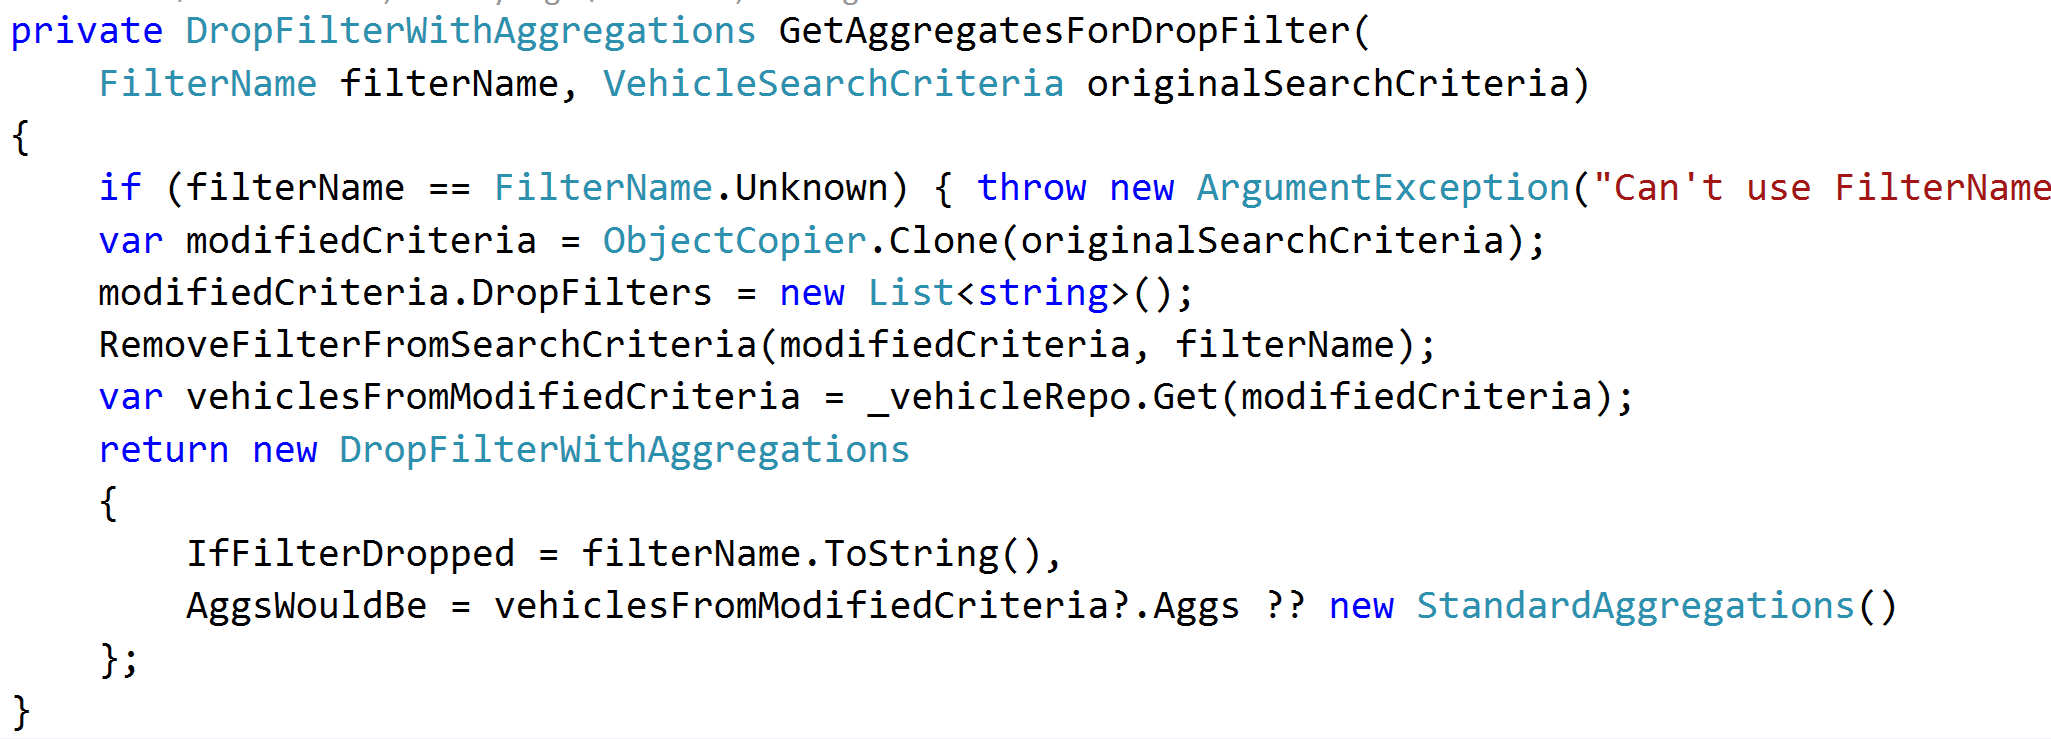 private DropFilterWithAggregations GetAggregatesForDropFilter(
    FilterName filterName, VehicleSearchCriteria originalSearchCriteria)
{
    if (filterName == FilterName.Unknown) { throw new ArgumentException("Can't use FilterName
    var modifiedCriteria = ObjectCopier.Clone(originalSearchCriteria);
    modifiedCriteria.DropFilters = new List<string>();
    RemoveFilterFromSearchCriteria(modifiedCriteria, filterName);
    var vehiclesFromModifiedCriteria = _vehicleRepo.Get(modifiedCriteria);
    return new DropFilterWithAggregations
    {
        IfFilterDropped = filterName.ToString(),
        AggsWouldBe = vehiclesFromModifiedCriteria?.Aggs ?? new StandardAggregations()
    };
}